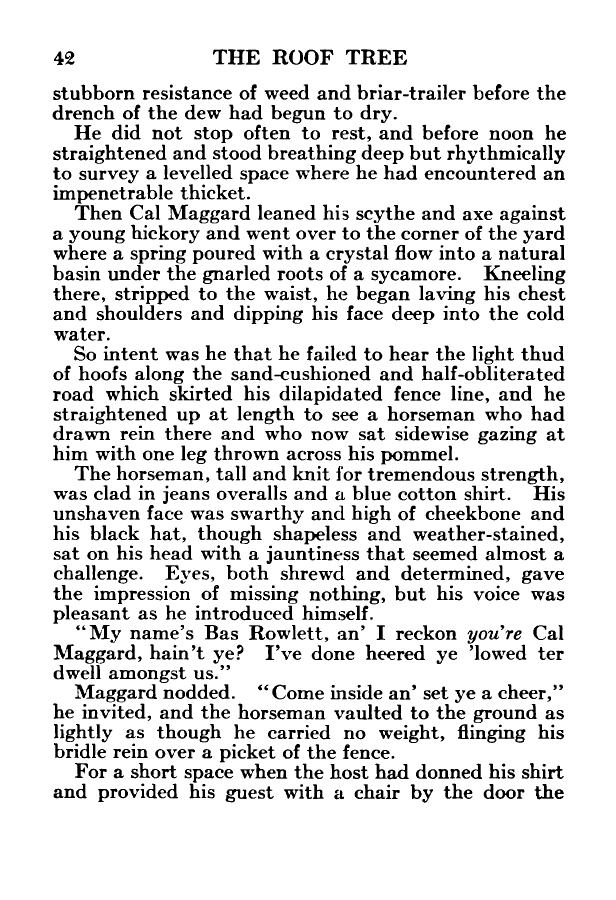 42 THE ROOF TREE
stubborn resistance of weed and briar-trailer before the
drench of the dew had begun to dry.
He did not stop often to rest, and before noon he
straightened and stood breathing deep but rhythmically
to survey a levelled space where he had encountered an
impenetrable thicket.
Then Cal Maggard leaned his scythe and axe against
a young hickory and went over to the corner of the yard
where a spring poured with a crystal flow into a natural
basin under the gnarled roots of a sycamore. Kneeling
there, stripped to the waist, he began laving his chest
and shoulders and dipping his face deep into the cold
water.
So intent was he that he failed to hear the light thud
of hoofs along the sand-cushioned and half-obliterated
road which skirted his dilapidated fence line, and he
straightened up at length to see a horseman who had
drawn rein there and who now sat sidewise gazing at
him with one leg thrown across his pommel.
The horseman, tall and knit for tremendous strength,
was clad in jeans overalls and a blue cotton shirt. His
unshaven face was swarthy and high of cheekbone and
his black hat, though shapeless and weather-stained,
sat on his head with a jauntiness that seemed almost a
challenge. Eyes, both shrewd and determined, gave
the impression of missing nothing, but his voice was
pleasant as he introduced himself.
"My name's Bas Rowlett, an' I reckon you're Cal
Maggard, hain't ye? I've done heered ye 'lowed ter
dwell amongst us."
Maggard nodded. "Come inside an' set ye a cheer,"
he invited, and the horseman vaulted to the ground as
lightly as though he carried no weight, flinging his
bridle rein over a picket of the fence.
For a short space when the host had donned his shirt
and provided his guest with a chair by the door the